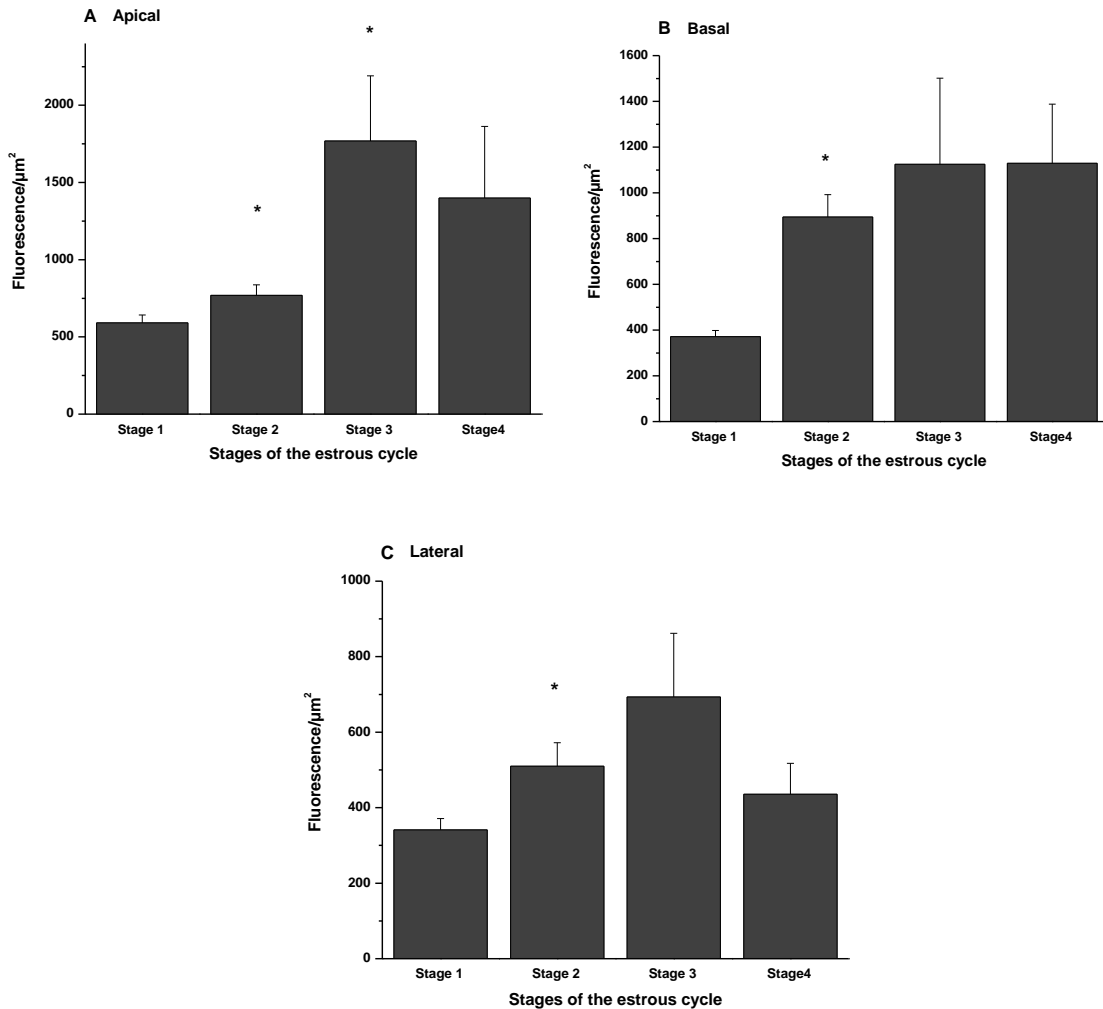 A Apical
*
*
2000
1500
1000
500
0
Fluorescence/µm²
Stage 1 Stage 2 Stage 3 Stage4
Stages of the estrous cycle
B Basal
*
1600
1400
1200
1000
800
600
400
200
0
Fluorescence/µm²
Stage 1 Stage 2 Stage 3 Stage4
Stages of the estrous cycle
C Lateral
*
1000
800
600
400
200
0
Fluorescence/µm²
Stage 1 Stage 2 Stage 3 Stage4
Stages of the estrous cycle